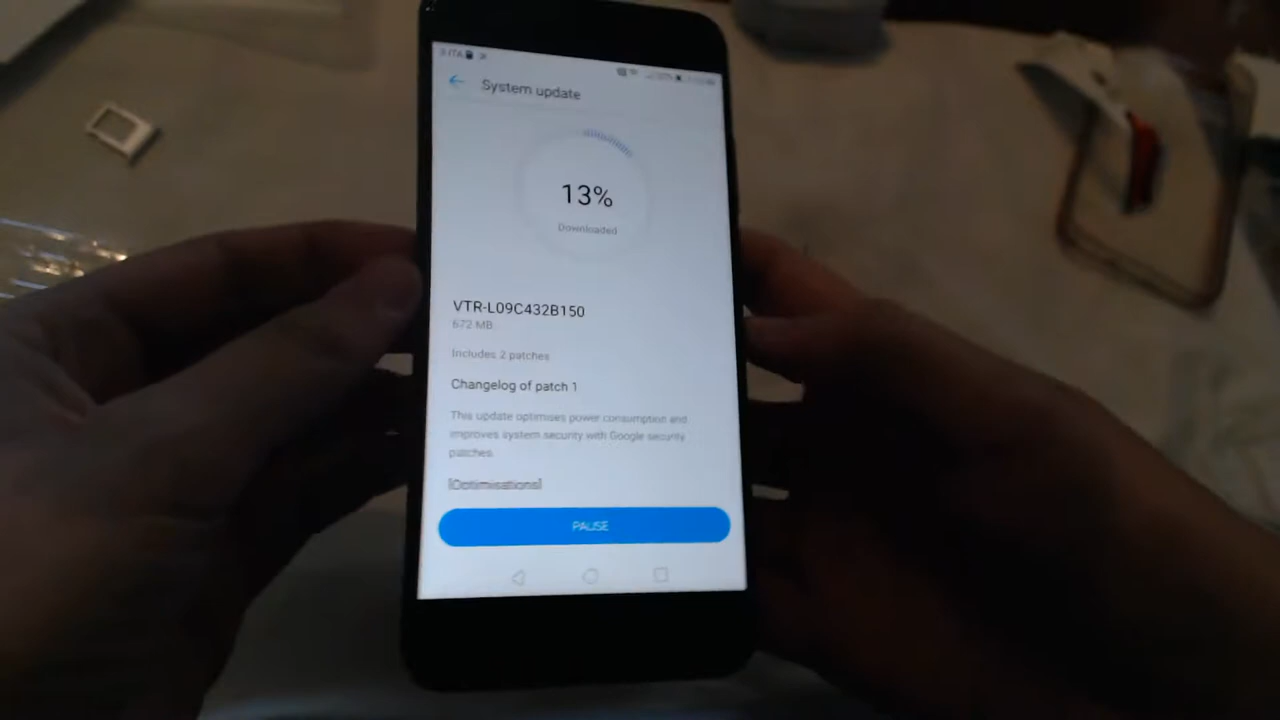 System update
13%
Downloaded
VTR-L09C432B150
672 MB
Includes 2 patches
Changelog of patch 1
This update optimises power consumption and
improves system security with Google security
patches.
[Optimisations]
PAUSE